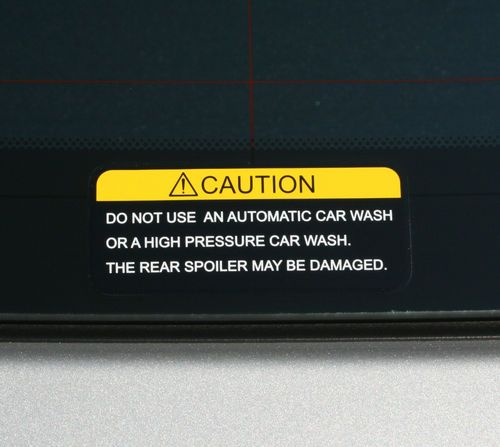 CAUTION
DO NOT USE AN AUTOMATIC CAR WASH
OR A HIGH PRESSURE CAR WASH.
THE REAR SPOILER MAY BE DAMAGED.